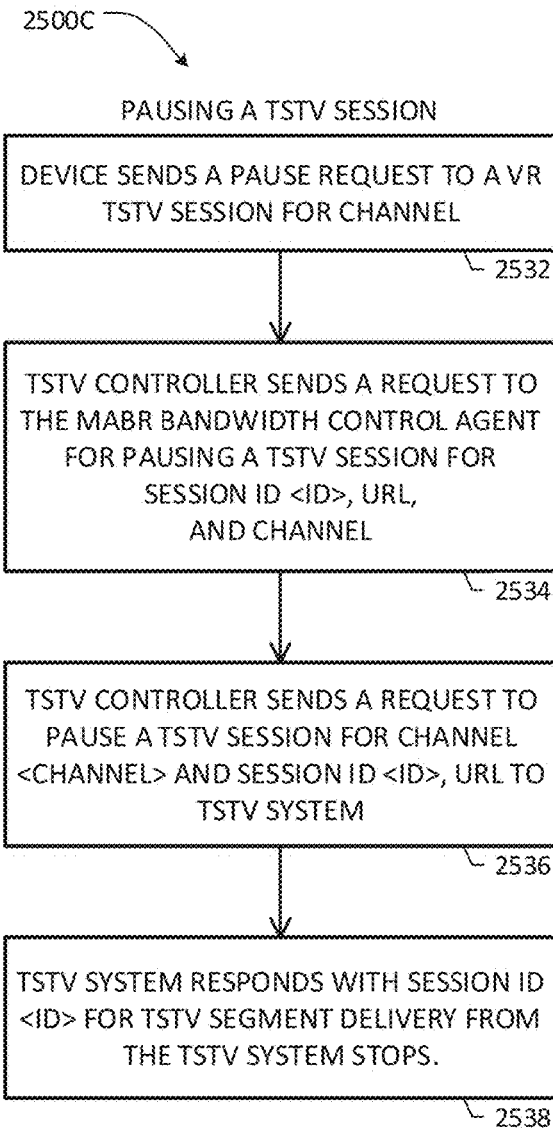 2500C
PAUSING A TSTV SESSION
DEVICE SENDS A PAUSE REQUEST TO A VR
TSTV SESSION FOR CHANNEL
2532
TSTV CONTROLLER SENDS A REQUEST TO
THE MABR BANDWIDTH CONTROL AGENT
FOR PAUSING A TSTV SESSION FOR
SESSION ID <ID>, URL,
AND CHANNEL
2534
TSTV CONTROLLER SENDS A REQUEST TO
PAUSE A TSTV SESSION FOR CHANNEL
<CHANNEL> AND SESSION ID <ID>, URL TO
TSTV SYSTEM
2536
TSTV SYSTEM RESPONDS WITH SESSION ID
<ID> FOR TSTV SEGMENT DELIVERY FROM
THE TSTV SYSTEM STOPS.
2538